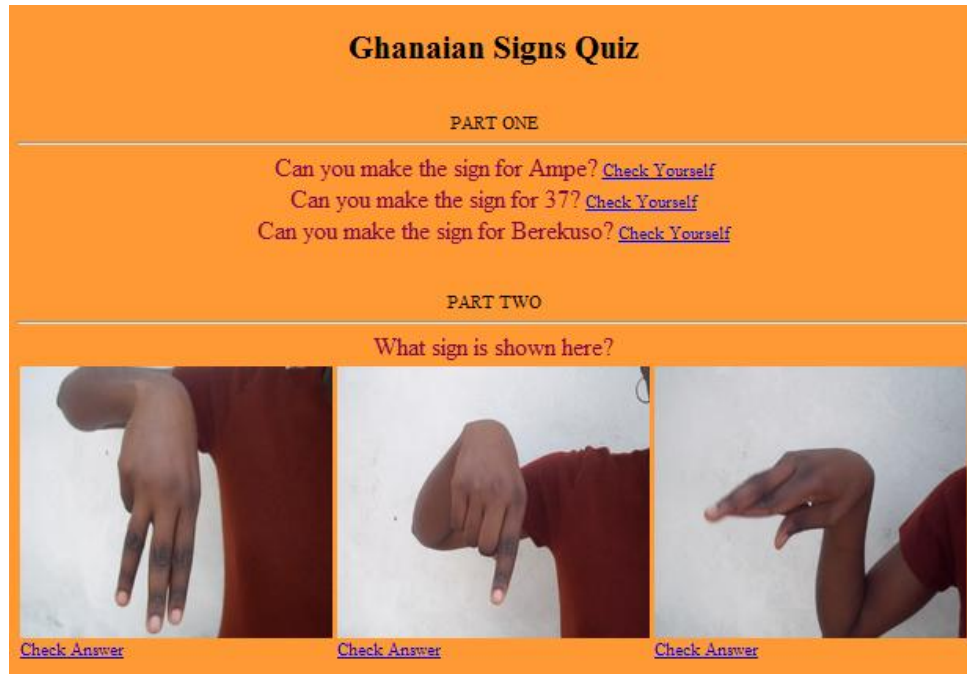 Ghanaian Signs Quiz
PART ONE
Can you make the sign for Ampe? Check Yourself
Can you make the sign for 37? Check Yourself
Can you make the sign for Berekuso? Check Yourself
PART TWO
What sign is shown here?
Check Answer Check Answer Check Answer